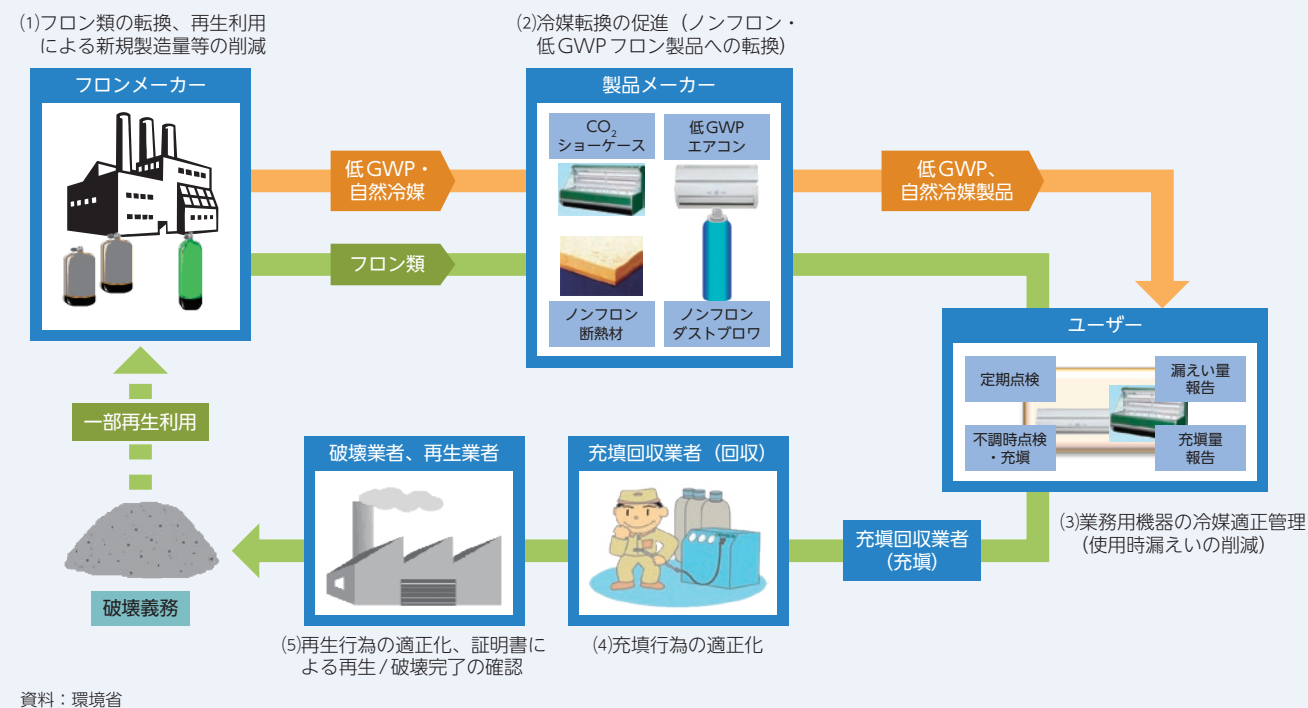 ⑴フロン類の転換、再生利用
による新規製造量等の削減
⑵冷媒転換の促進（ノンフロン・
低GWPフロン製品への転換）
フロンメーカー
製品メーカー
CO₂
ショーケース
低GWP
エアコン
低GWP・
自然冷媒
低GWP、
自然冷媒製品
フロン類
ノンフロン
断熱材
ノンフロン
ダストブロワ
ユーザー
定期点検
漏えい量
報告
不調時点検
・充塡
充塡量
報告
一部再生利用
破壊業者、再生業者
充塡回収業者（回収）
充塡回収業者
（充塡）
⑶業務用機器の冷媒適正管理
（使用時漏えいの削減）
破壊義務
⑸再生行為の適正化、証明書に
よる再生/破壊完了の確認
⑷充塡行為の適正化
資料：環境省